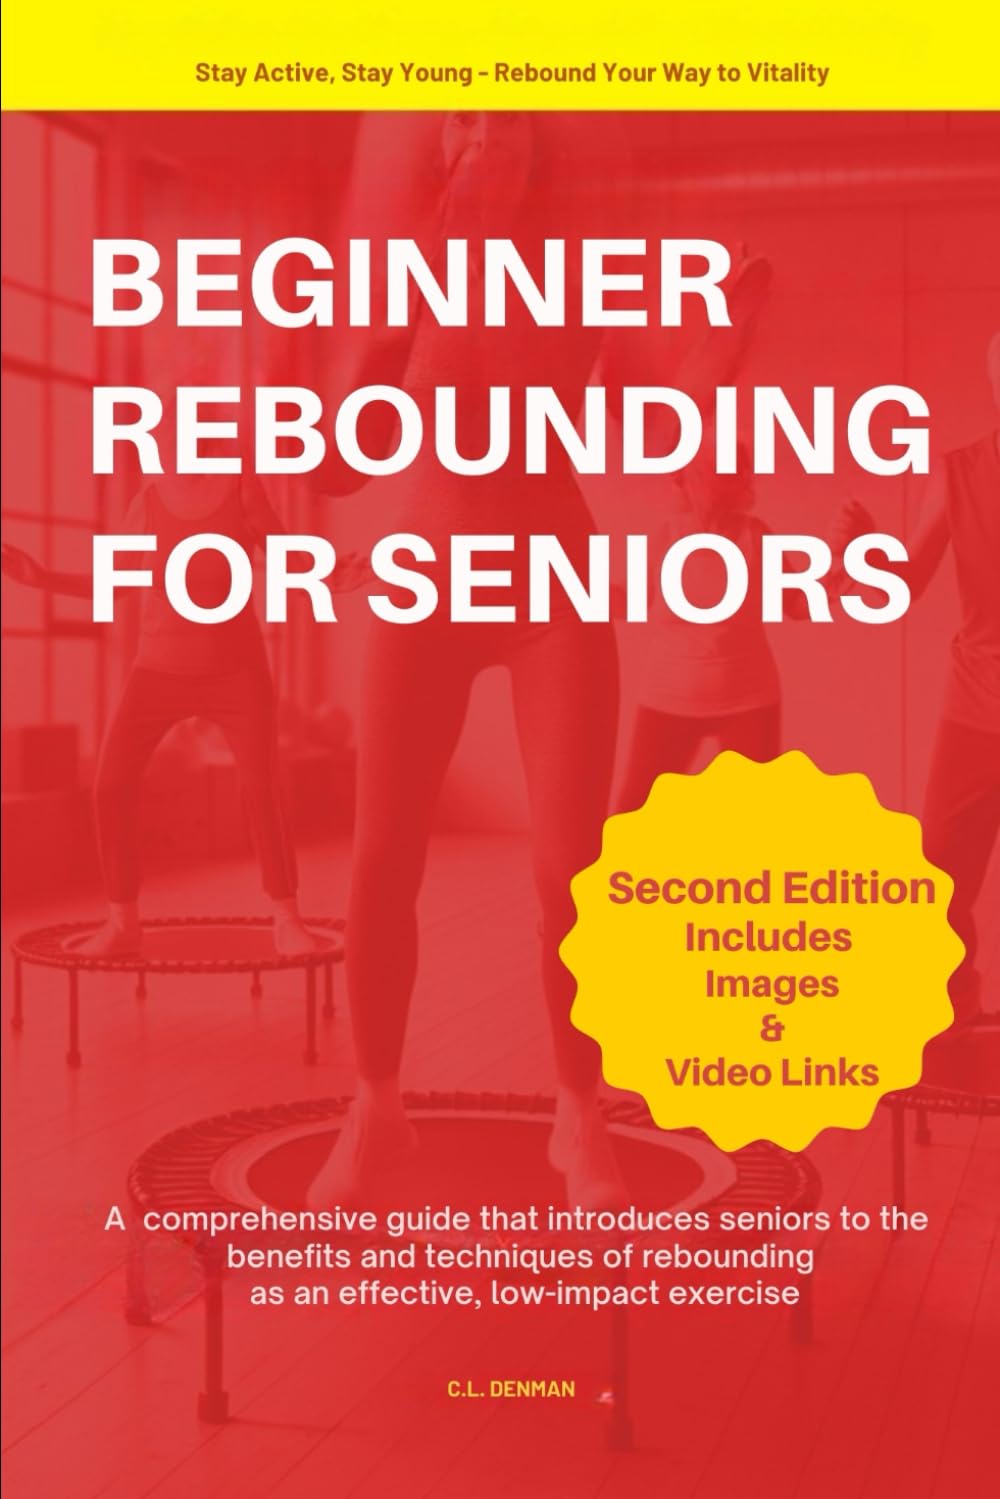 Stay Active, Stay Young - Rebound Your Way to Vitality
BEGINNER
REBOUNDING
FOR SENIORS
Second Edition
Includes
Images
&
Video Links
A comprehensive guide that introduces seniors to the
benefits and techniques of rebounding
as an effective, low-impact exercise
C.L. DENMAN